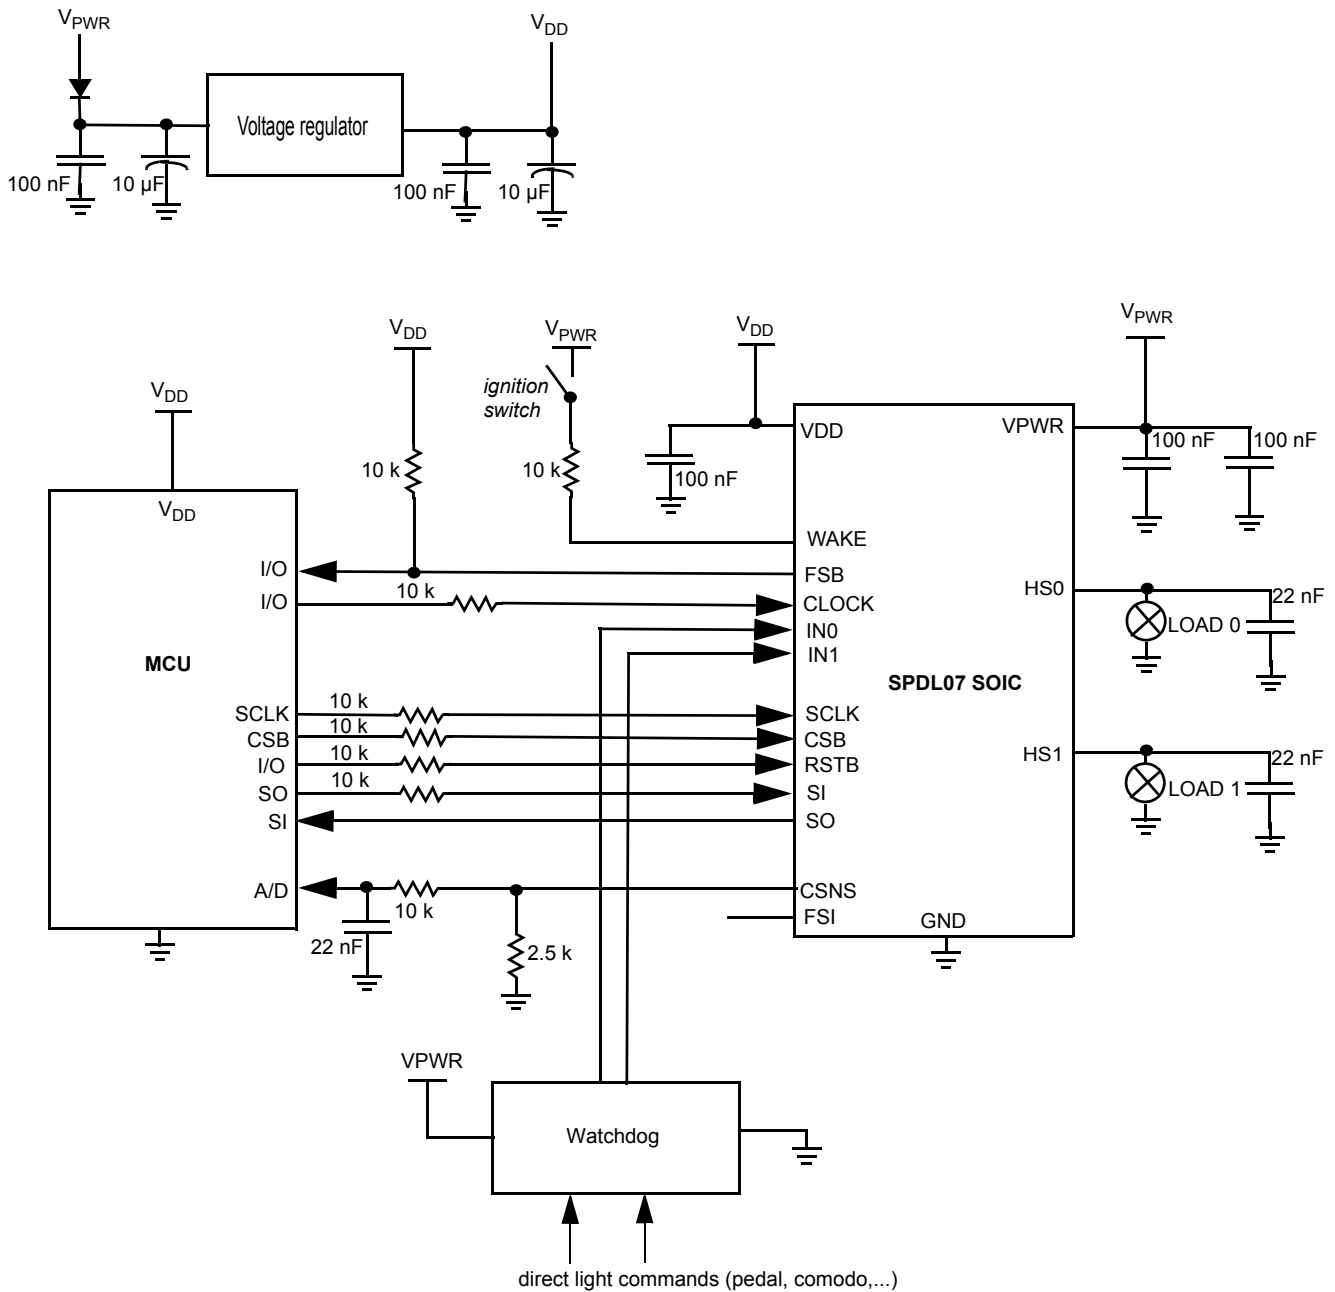 VPWR
VDD
Voltage regulator
100 nF
10 µF
100 nF
10 µF
VDD
VPWR
VDD
VPWR
VDD
ignition
switch
10 k
10 k
100 nF
VDD
VPWR
100 nF
100 nF
VDD
WAKE
I/O
FSB
HS0
22 nF
I/O
10 k
CLOCK
IN0
LOAD 0
IN1
MCU
SPDL07 SOIC
SCLK
10 k
SCLK
CSB
10 k
CSB
HS1
22 nF
I/O
10 k
RSTB
SO
10 k
SI
LOAD 1
SI
SO
A/D
10 k
CSNS
FSI
GND
22 nF
2.5 k
VPWR
Watchdog
direct light commands (pedal, comodo,...)